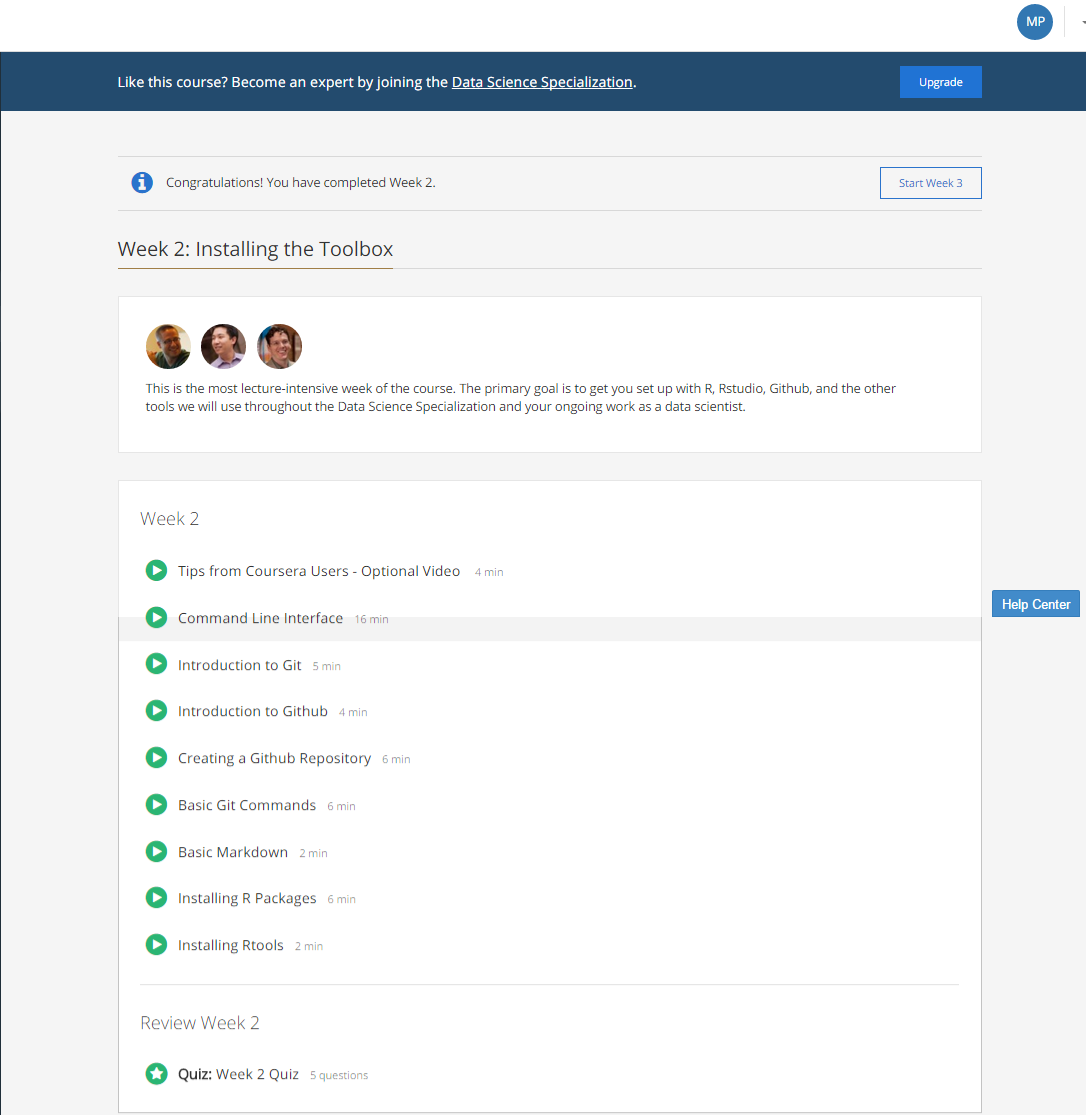 MP
Like this course? Become an expert by joining the Data Science Specialization.
Upgrade
Congratulations! You have completed Week 2.
Start Week 3
Week 2: Installing the Toolbox
This is the most lecture-intensive week of the course. The primary goal is to get you set up with R, Rstudio, Github, and the other
tools we will use throughout the Data Science Specialization and your ongoing work as a data scientist.
Week 2
Tips from Coursera Users - Optional Video 4 min
Help Center
Command Line Interface 16 min
Introduction to Git 5 min
Introduction to Github 4 min
Creating a Github Repository 6 min
Basic Git Commands 6 min
Basic Markdown 2 min
Installing R Packages 6 min
Installing Rtools 2 min
Review Week 2
Quiz: Week 2 Quiz 5 questions